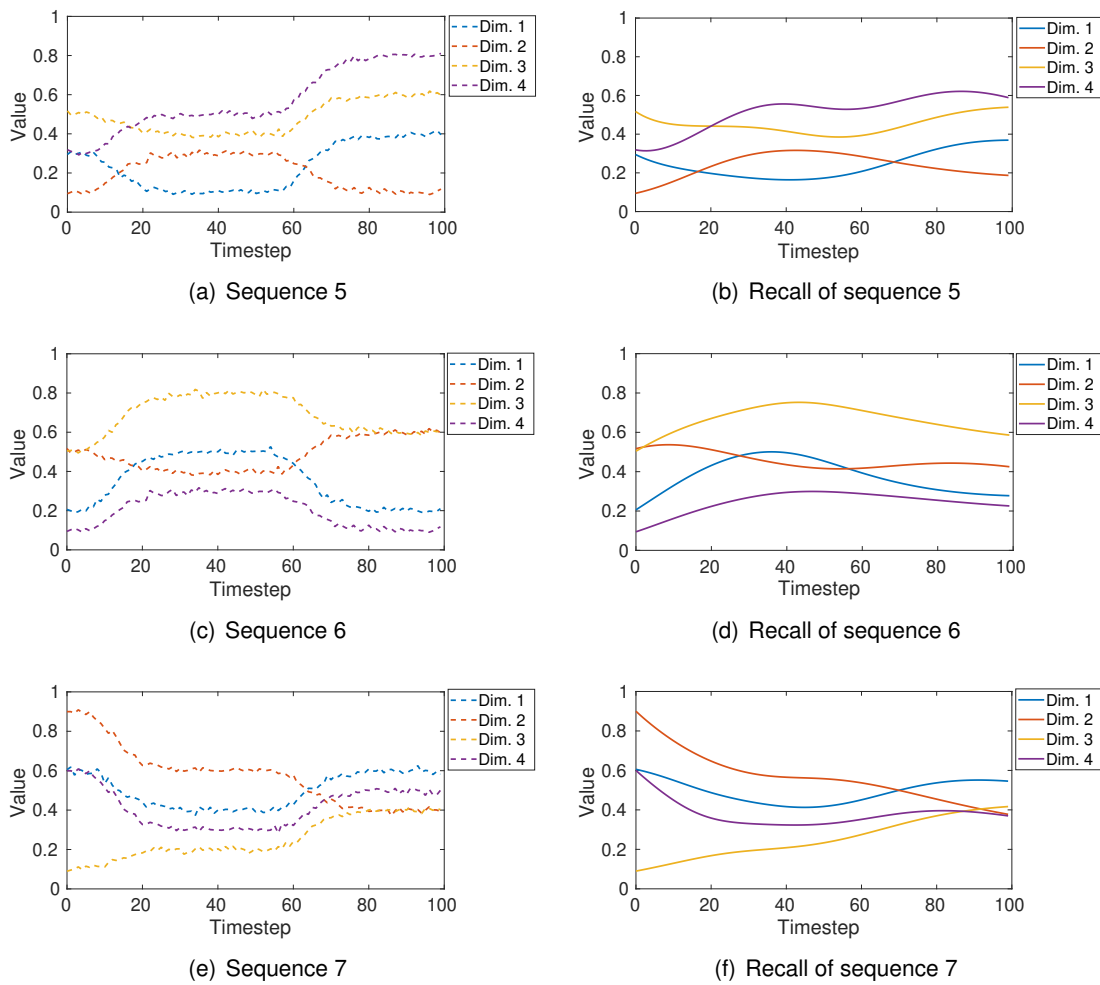 1
0.8
0.6
0.4
0.2
0
Value
0 20 40 60 80 100
Timestep
Dim. 1
Dim. 2
Dim. 3
Dim. 4
(a) Sequence 5
1
0.8
0.6
0.4
0.2
0
Value
0 20 40 60 80 100
Timestep
Dim. 1
Dim. 2
Dim. 3
Dim. 4
(b) Recall of sequence 5
1
0.8
0.6
0.4
0.2
0
Value
0 20 40 60 80 100
Timestep
Dim. 1
Dim. 2
Dim. 3
Dim. 4
(c) Sequence 6
1
0.8
0.6
0.4
0.2
0
Value
0 20 40 60 80 100
Timestep
Dim. 1
Dim. 2
Dim. 3
Dim. 4
(d) Recall of sequence 6
1
0.8
0.6
0.4
0.2
0
Value
0 20 40 60 80 100
Timestep
Dim. 1
Dim. 2
Dim. 3
Dim. 4
(e) Sequence 7
1
0.8
0.6
0.4
0.2
0
Value
0 20 40 60 80 100
Timestep
Dim. 1
Dim. 2
Dim. 3
Dim. 4
(f) Recall of sequence 7